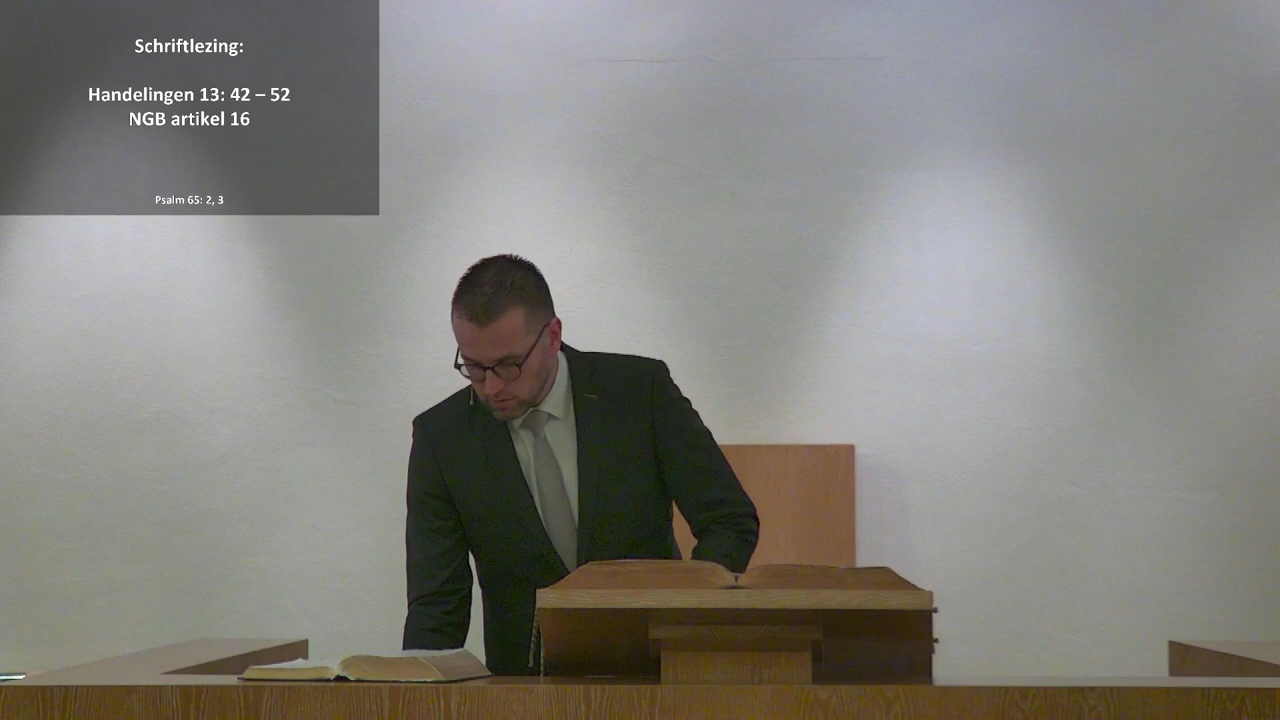 Schriftlezing:
Handelingen 13: 42 – 52
NGB artikel 16
Psalm 65: 2, 3